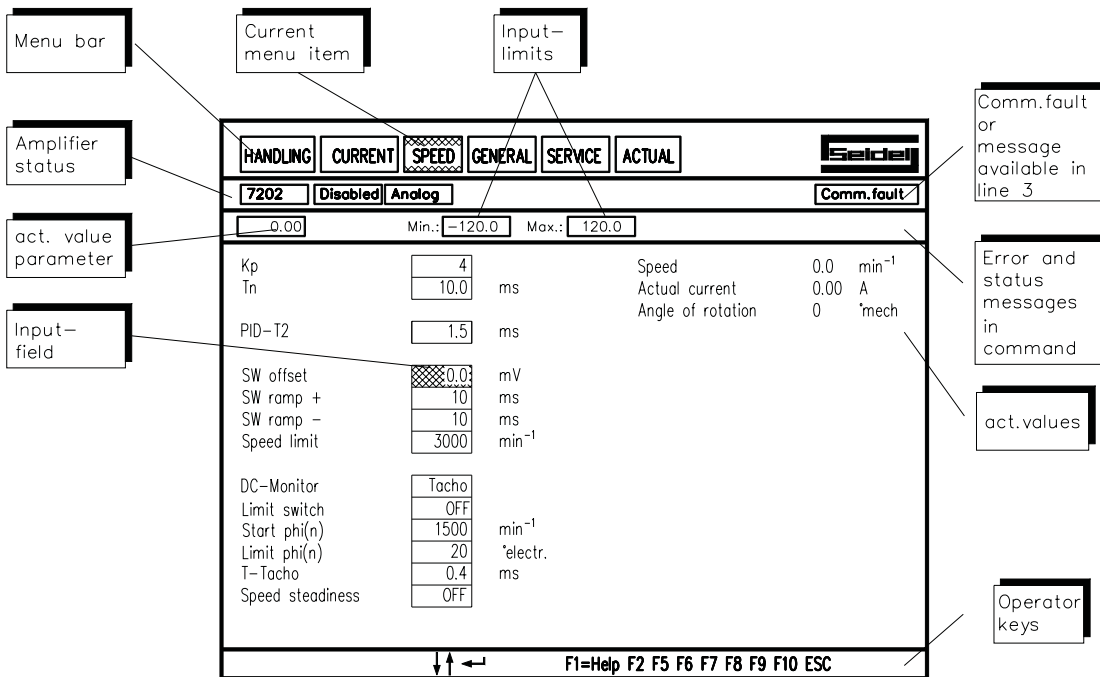 Menu bar
Current
menu item
Input-
limits
Comm.fault
or
message
available in
line 3
Amplifier
status
HANDLING CURRENT SPEED GENERAL SERVICE ACTUAL Seidel
7202 Disabled Analog Comm.fault
act. value
parameter
0.00 Min.: -120.0 Max.: 120.0
Error and
status
messages
in
command
Kp 4 Speed 0.0 min⁻¹
Tn 10.0 ms Actual current 0.00 A
Angle of rotation 0 °mech
Input-
field
PID-T2 1.5 ms
SW offset 0.0 mV
SW ramp + 10 ms
SW ramp - 10 ms
Speed limit 3000 min⁻¹
act.values
DC-Monitor Tacho
Limit switch OFF
Start phi(n) 1500 min⁻¹
Limit phi(n) 20 °electr.
T-Tacho 0.4 ms
Speed steadiness OFF
Operator
keys
↓↑ ↵ F1=Help F2 F5 F6 F7 F8 F9 F10 ESC